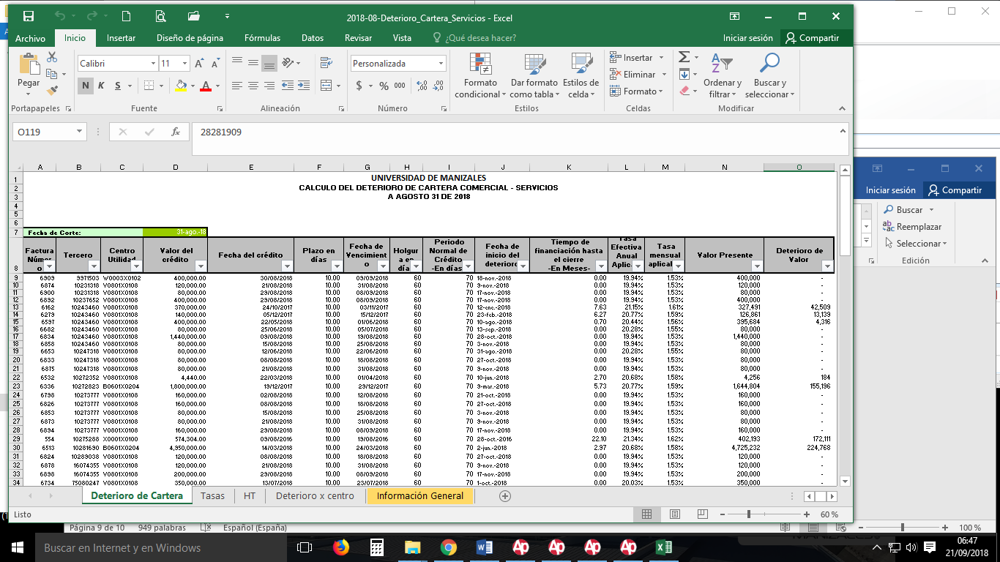 2018-08-Deterioro_Cartera_Servicios - Excel
Archivo Inicio Insertar Diseño de página Fórmulas Datos Revisar Vista ¿Qué desea hacer? Iniciar sesión Compartir
Calibri 11 Personalizada
Pegar N K S $ % 000 Formato condicional Dar formato como tabla Estilos de celda Insertar Eliminar Formato Ordenar y filtrar Buscar y seleccionar
Portapapeles Fuente Alineación Número Estilos Celdas Modificar
O119 fx 28281909
A B C D E F G H I J K L M N O
1 UNIVERSIDAD DE MANIZALES
2 CALCULO DEL DETERIORO DE CARTERA COMERCIAL - SERVICIOS
3 A AGOSTO 31 DE 2018
4
5
6
7 Fecha de Corte: 31-ago.-18
8 Factura Número Tercero Centro Utilidad Valor del crédito Fecha del crédito Plazo en días Fecha de Vencimiento Holgura en día Periodo Normal de Crédito -En días Fecha de inicio del deterioro Tiempo de financiación hasta el cierre -En Meses- Tasa Efectiva Anual Aplic Tasa mensual aplical Valor Presente Deterioro de Valor
9 6909 9971503 W0003X0102 400,000.00 30/08/2018 10.00 09/09/2018 60 70 18-nov.-2018 0.00 19.94% 1.53% 400,000 -
10 6874 10231318 V0801X0108 120,000.00 21/08/2018 10.00 31/08/2018 60 70 9-nov.-2018 0.00 19.94% 1.53% 120,000 -
11 6900 10231318 V0801X0108 80,000.00 29/08/2018 10.00 08/09/2018 60 70 17-nov.-2018 0.00 19.94% 1.53% 80,000 -
12 6892 10237652 V0801X0108 400,000.00 29/08/2018 10.00 08/09/2018 60 70 17-nov.-2018 0.00 19.94% 1.53% 400,000 -
13 6162 10243460 V0801X0108 370,000.00 24/10/2017 10.00 03/11/2017 60 70 12-ene.-2018 7.63 21.15% 1.61% 327,491 42,509
14 6279 10243460 V0801X0108 140,000.00 05/12/2017 10.00 15/12/2017 60 70 23-feb.-2018 6.27 20.77% 1.59% 126,861 13,139
15 6597 10243460 V0801X0108 400,000.00 22/05/2018 10.00 01/06/2018 60 70 10-ago.-2018 0.70 20.44% 1.56% 395,684 4,316
16 6682 10243460 V0801X0108 80,000.00 25/06/2018 10.00 05/07/2018 60 70 13-sep.-2018 0.00 20.28% 1.55% 80,000 -
17 6834 10243460 V0801X0108 1,440,000.00 09/08/2018 10.00 19/08/2018 60 70 28-oct.-2018 0.00 19.94% 1.53% 1,440,000 -
18 6858 10243460 V0801X0108 80,000.00 15/08/2018 10.00 25/08/2018 60 70 3-nov.-2018 0.00 19.94% 1.53% 80,000 -
19 6653 10247318 V0801X0108 80,000.00 12/06/2018 10.00 22/06/2018 60 70 31-ago.-2018 0.00 20.28% 1.55% 80,000 -
20 6833 10247318 V0801X0108 80,000.00 08/08/2018 10.00 18/08/2018 60 70 27-oct.-2018 0.00 19.94% 1.53% 80,000 -
21 6875 10247318 V0801X0108 80,000.00 21/08/2018 10.00 31/08/2018 60 70 9-nov.-2018 0.00 19.94% 1.53% 80,000 -
22 6532 10272352 V0801X0108 4,440.00 22/03/2018 10.00 01/04/2018 60 70 10-jun.-2018 2.70 20.68% 1.58% 4,256 184
23 6336 10272823 B0601X0204 1,800,000.00 19/12/2017 10.00 29/12/2017 60 70 9-mar.-2018 5.73 20.77% 1.59% 1,644,804 155,196
24 6798 10273777 V0801X0108 160,000.00 02/08/2018 10.00 12/08/2018 60 70 21-oct.-2018 0.00 19.94% 1.53% 160,000 -
25 6826 10273777 V0801X0108 160,000.00 08/08/2018 10.00 18/08/2018 60 70 27-oct.-2018 0.00 19.94% 1.53% 160,000 -
26 6853 10273777 V0801X0108 80,000.00 15/08/2018 10.00 25/08/2018 60 70 3-nov.-2018 0.00 19.94% 1.53% 80,000 -
27 6873 10273777 V0801X0108 80,000.00 21/08/2018 10.00 31/08/2018 60 70 9-nov.-2018 0.00 19.94% 1.53% 80,000 -
28 6894 10273777 V0801X0108 160,000.00 29/08/2018 10.00 08/09/2018 60 70 17-nov.-2018 0.00 19.94% 1.53% 160,000 -
29 554 10275288 X0001X0100 574,304.00 09/08/2016 10.00 19/08/2016 60 70 28-oct.-2016 22.10 21.34% 1.62% 402,193 172,111
30 6513 10281690 B0601X0204 4,950,000.00 14/03/2018 10.00 24/03/2018 60 70 2-jun.-2018 2.97 20.68% 1.58% 4,725,232 224,768
31 6824 10289038 V0801X0108 120,000.00 08/08/2018 10.00 18/08/2018 60 70 27-oct.-2018 0.00 19.94% 1.53% 120,000 -
32 6878 16074355 V0801X0108 120,000.00 21/08/2018 10.00 31/08/2018 60 70 9-nov.-2018 0.00 19.94% 1.53% 120,000 -
33 6898 16074355 V0801X0108 200,000.00 29/08/2018 10.00 08/09/2018 60 70 17-nov.-2018 0.00 19.94% 1.53% 200,000 -
34 6734 75080247 V0801X0108 350,000.00 13/07/2018 10.00 23/07/2018 60 70 1-oct.-2018 0.00 20.03% 1.53% 350,000 -
Deterioro de Cartera Tasas HT Deterioro x centro Información General
Listo 60 %
Iniciar sesión Compartir
Buscar
Reemplazar
Seleccionar
Edición
Página 9 de 10 949 palabras Español (España) 100 %
Buscar en Internet y en Windows
06:47
21/09/2018